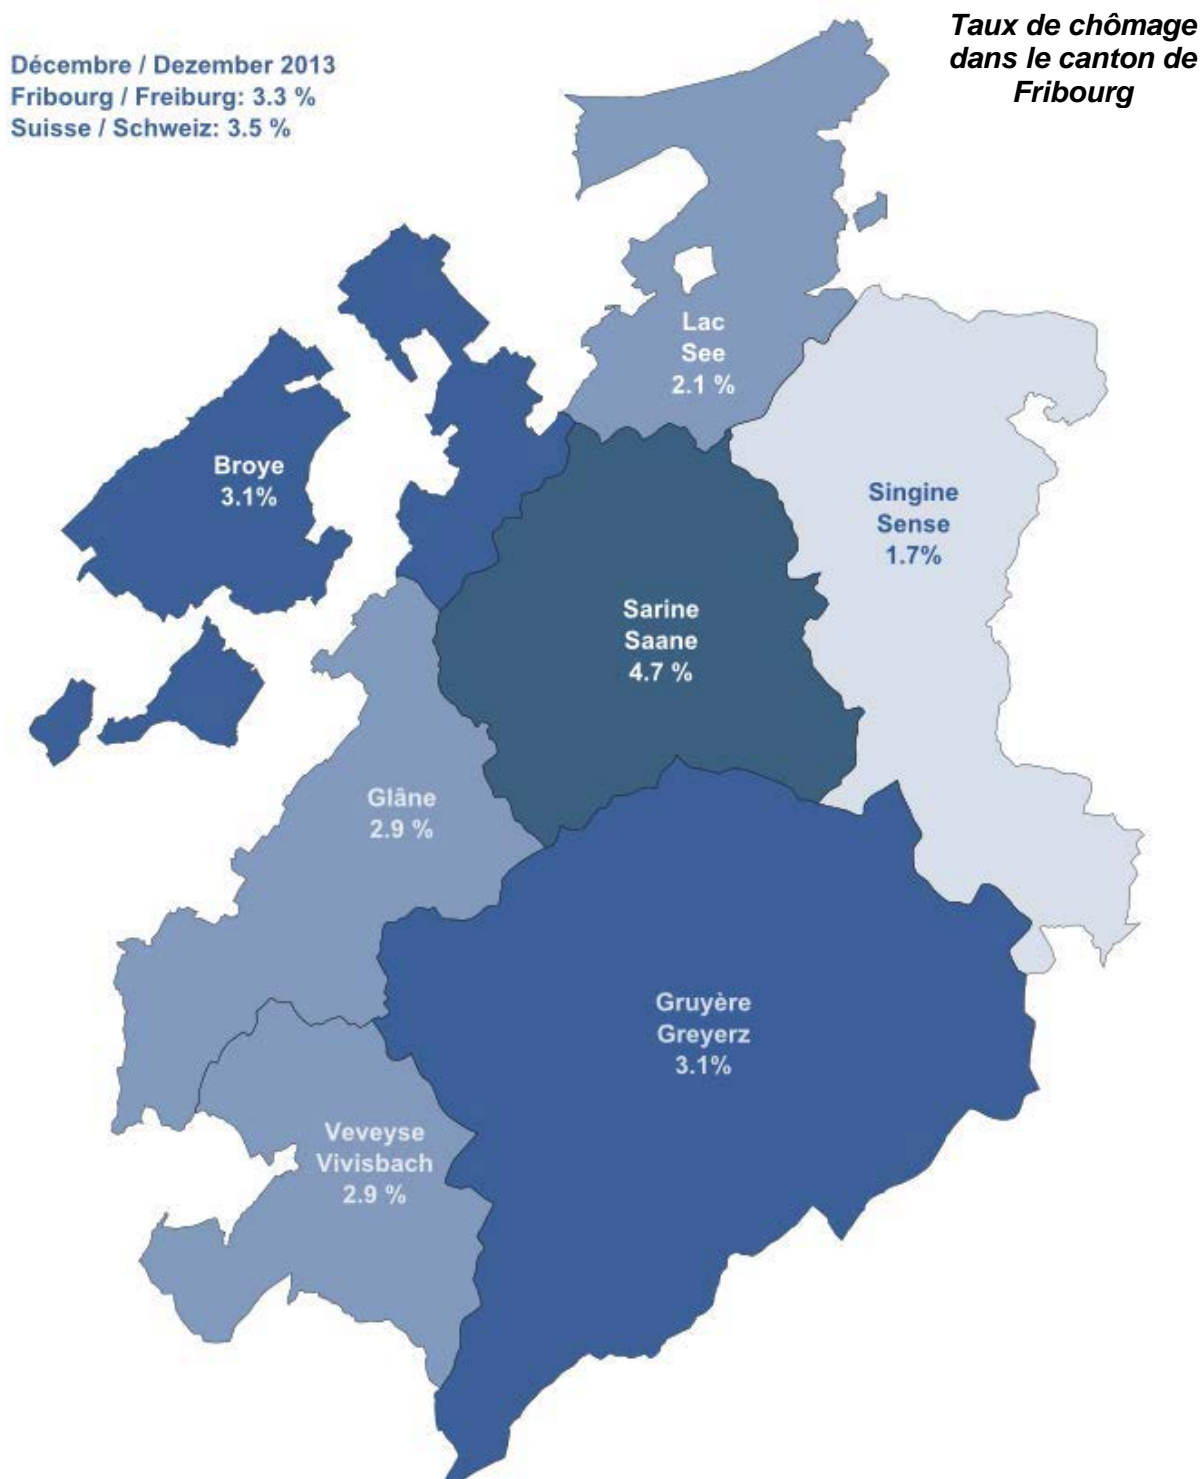 Taux de chômage
dans le canton de
Fribourg
Décembre / Dezember 2013
Fribourg / Freiburg: 3.3 %
Suisse / Schweiz: 3.5 %
Lac
See
2.1 %
Broye
3.1%
Singine
Sense
1.7%
Sarine
Saane
4.7 %
Glâne
2.9 %
Gruyère
Greyerz
3.1%
Veveyse
Vivisbach
2.9 %